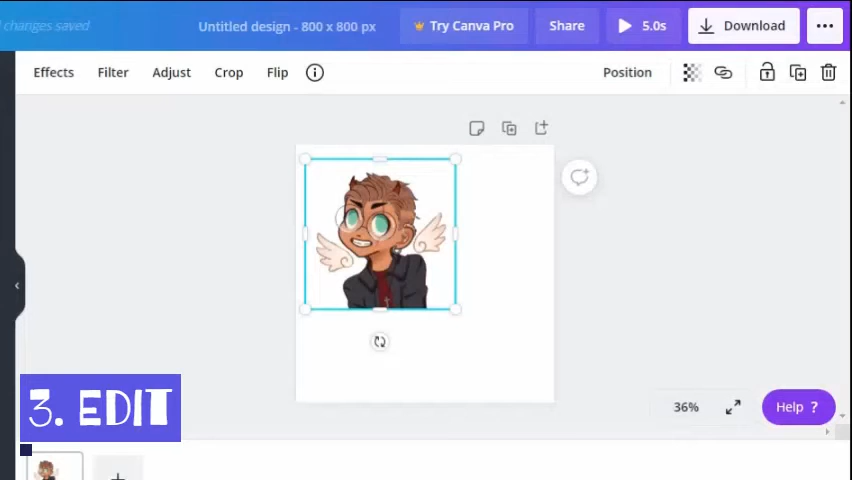 changes saved
Untitled design - 800 x 800 px
Try Canva Pro
Share
5.0s
Download
Effects
Filter
Adjust
Crop
Flip
Position
36%
Help ?
3. EDIT